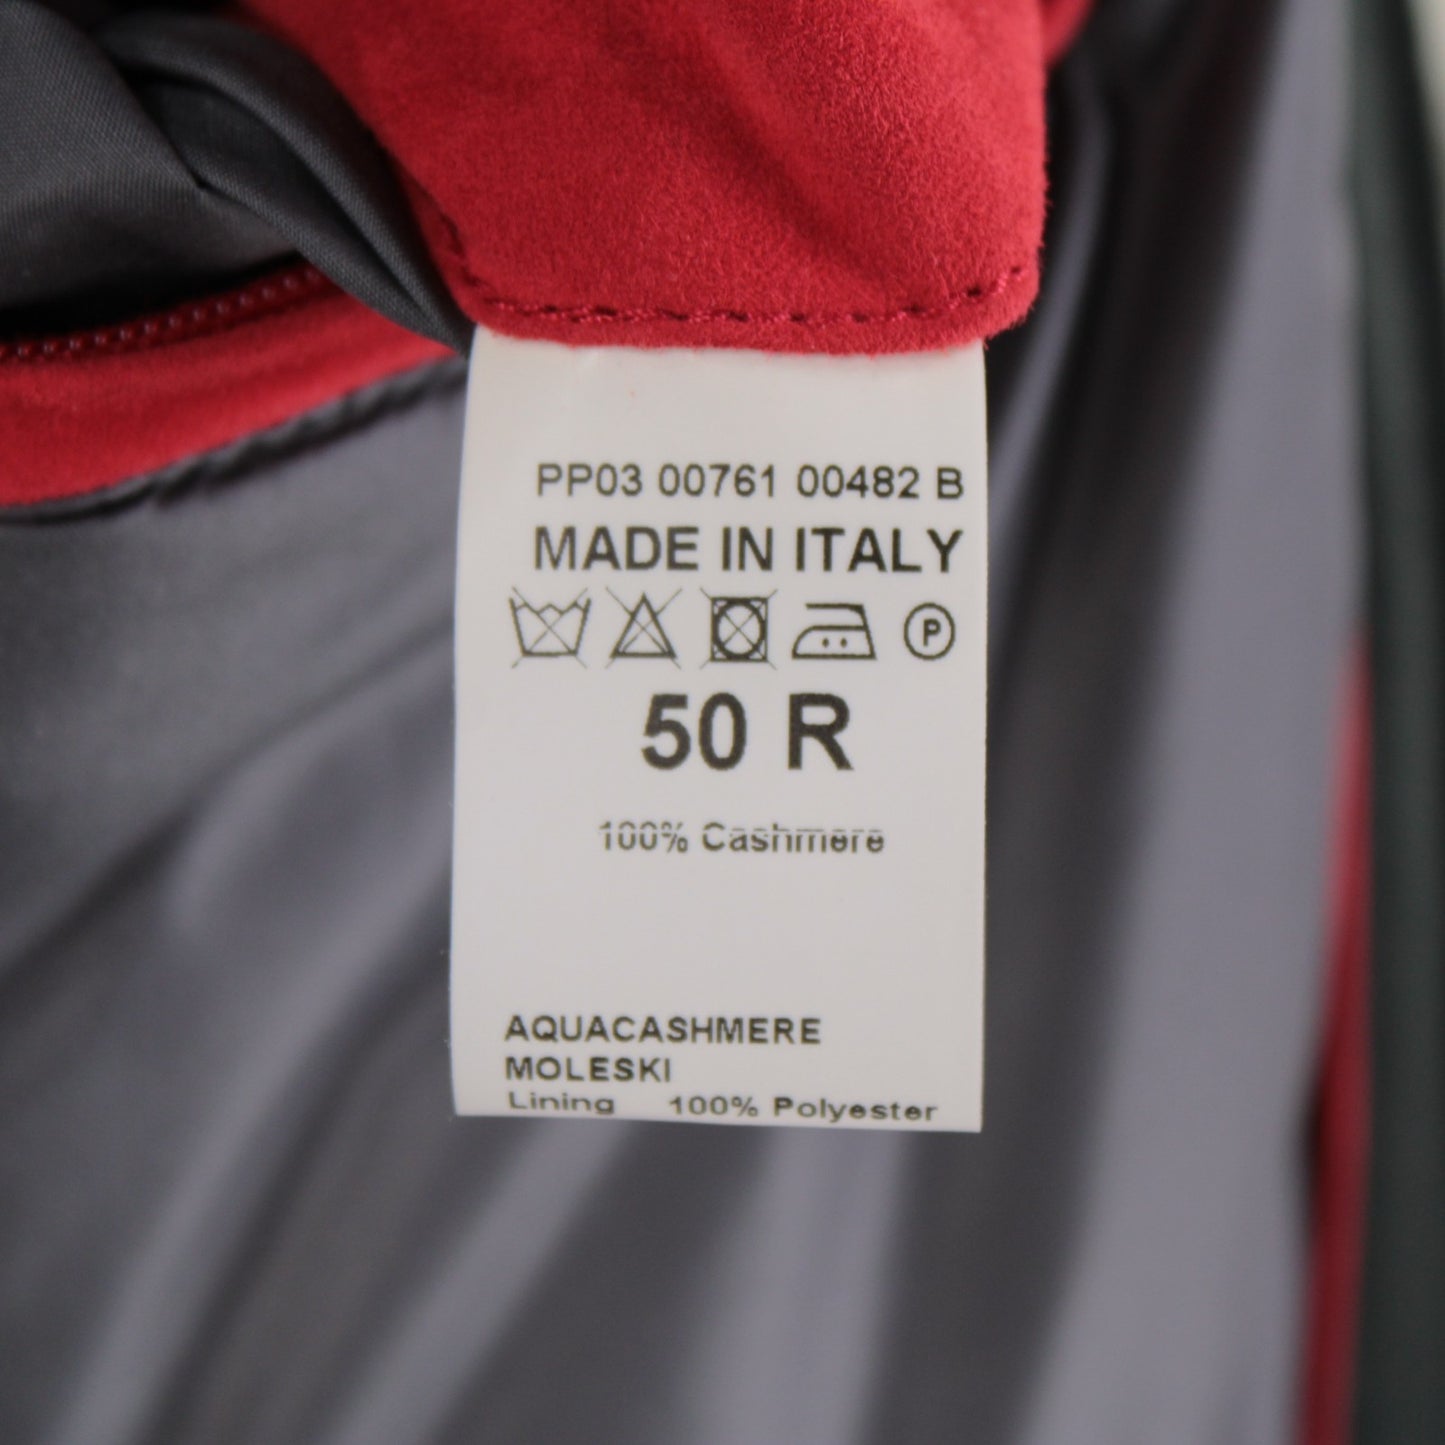 PP03 00761 00482 B
MADE IN ITALY
P
50 R
100% Cashmere
AQUACASHMERE
MOLESKI
Lining 100% Polyester